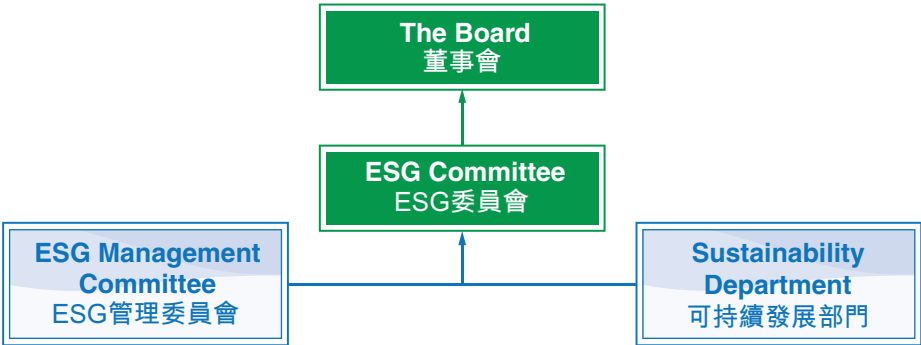 The Board
董事會
ESG Committee
ESG委員會
ESG Management
Committee
ESG管理委員會
Sustainability
Department
可持續發展部門